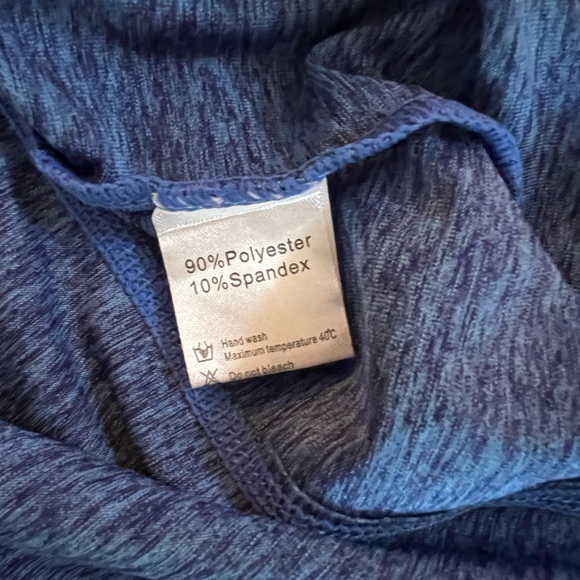 90%Polyester
10%Spandex
Hand wash
Maximum temperature 40℃
Do not bleach